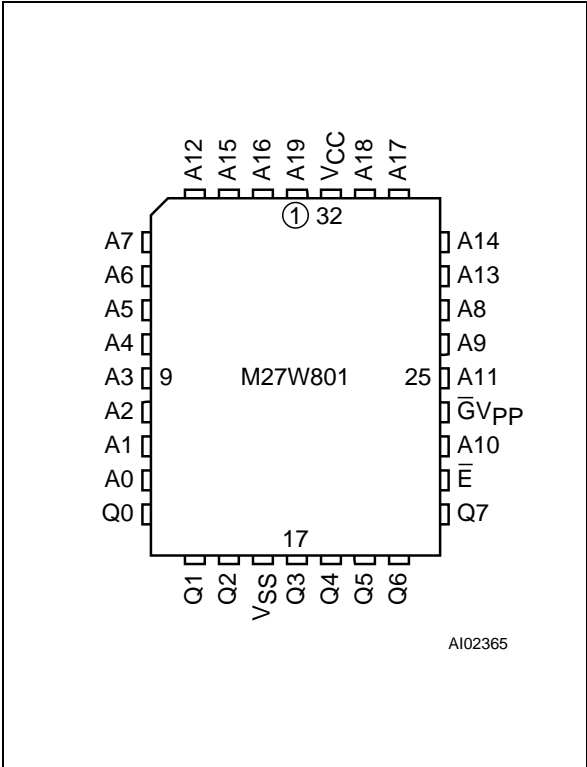 A12 A15 A16 A19 VCC A18 A17
1 32
A7 A14
A6 A13
A5 A8
A4 A9
A3 9 M27W801 25 A11
A2 G̅VPP
A1 A10
A0 E̅
Q0 Q7
17
Q1 Q2 VSS Q3 Q4 Q5 Q6
AI02365